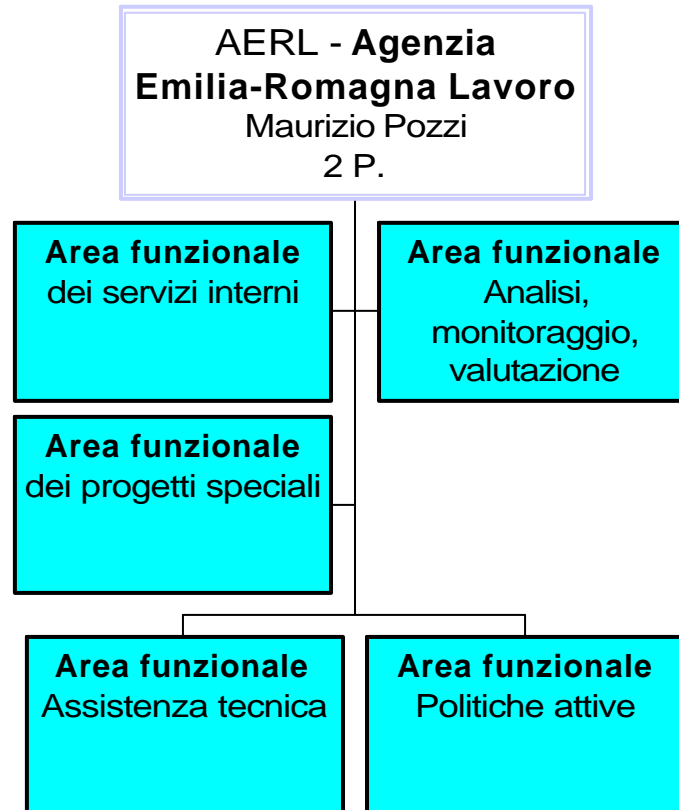 AERL - Agenzia
Emilia-Romagna Lavoro
Maurizio Pozzi
2 P.
Area funzionale
dei servizi interni
Area funzionale
Analisi,
monitoraggio,
valutazione
Area funzionale
dei progetti speciali
Area funzionale
Assistenza tecnica
Area funzionale
Politiche attive